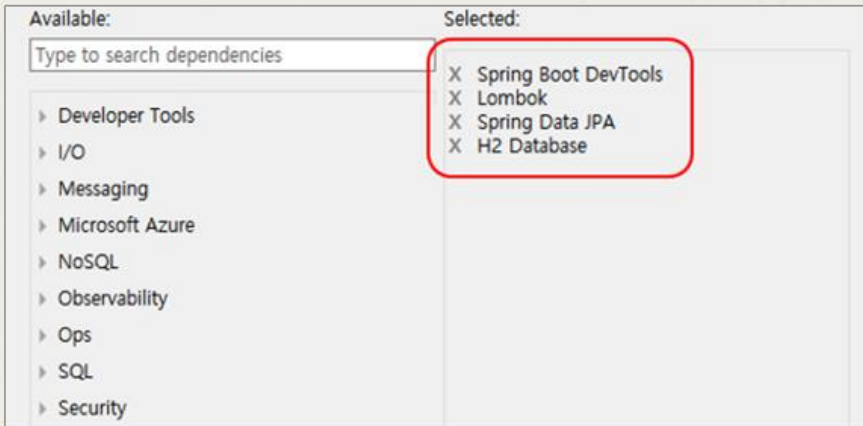 Available:
Type to search dependencies
Developer Tools
I/O
Messaging
Microsoft Azure
NoSQL
Observability
Ops
SQL
Security
Selected:
X Spring Boot DevTools
X Lombok
X Spring Data JPA
X H2 Database